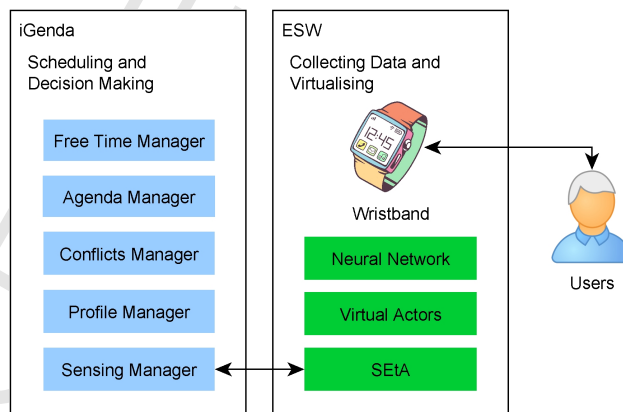 iGenda
Scheduling and
Decision Making
Free Time Manager
Agenda Manager
Conflicts Manager
Profile Manager
Sensing Manager
ESW
Collecting Data and
Virtualising
12:45
Wristband
Neural Network
Virtual Actors
SEtA
Users